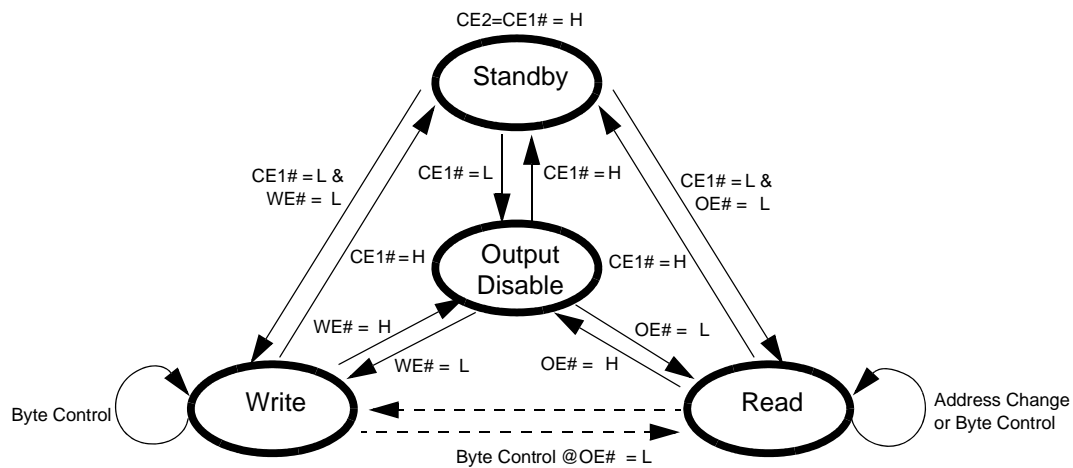 CE2=CE1# = H
Standby
CE1# = L &
WE# = L
CE1# = L
CE1# = H
CE1# = L &
OE# = L
CE1# = H
Output
Disable
CE1# = H
WE# = H
OE# = L
WE# = L
OE# = H
Byte Control
Write
Read
Address Change
or Byte Control
Byte Control @OE# = L